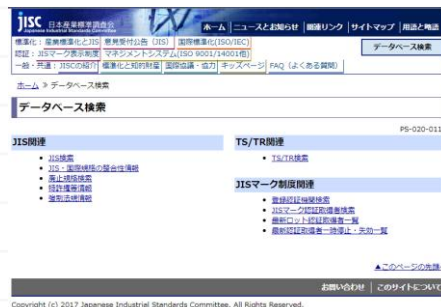 JISC 日本産業標準調査会
Japanese Industrial Standards Committee
ホーム | ニュースとお知らせ | 関連リンク | サイトマップ | 用語と略語
標準化: 産業標準化とJIS 意見受付公告（JIS） 国際標準化(ISO/IEC)
認証: JISマーク表示制度 マネジメントシステム(ISO 9001/14001他)
一般・共通: JISCの紹介 標準化と知的財産 国際協議・協力 キッズページ FAQ（よくある質問）
データベース検索
ホーム > データベース検索
データベース検索
PS-020-011
JIS関連
JIS検索
JIS・国際規格の整合性情報
廃止規格検索
特許権等情報
強制法規情報
TS/TR関連
TS/TR検索
JISマーク制度関連
登録認証機関検索
JISマーク認証取得者検索
最新ロット認証取得者一覧
最新認証取得者一時停止・失効一覧
▲このページの先頭
お問い合わせ | このサイトについて
Copyright (c) 2017 Japanese Industrial Standards Committee. All Rights Reserved.